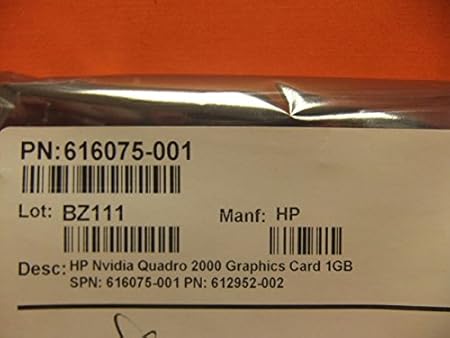 PN:616075-001
Lot: BZ111 Manf: HP
Desc: HP Nvidia Quadro 2000 Graphics Card 1GB
SPN: 616075-001 PN: 612952-002